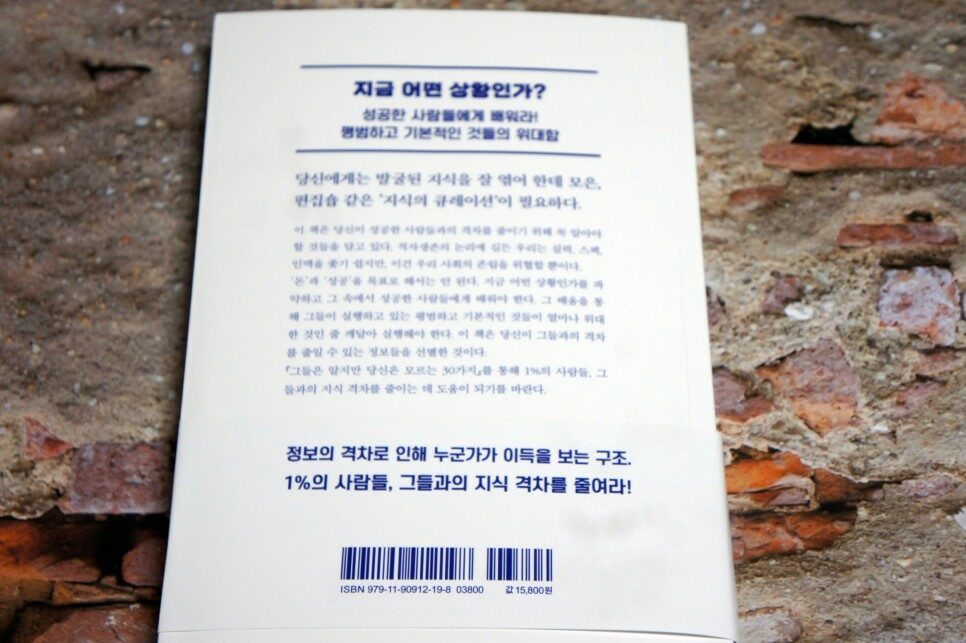 지금 어떤 상황인가?
성공한 사람들에게 배워라!
평범하고 기본적인 것들의 위대함
당신에게는 발굴된 지식을 잘 엮어 한데 모은,
편집숍 같은 '지식의 큐레이션'이 필요하다.
이 책은 당신이 성공한 사람들과의 격차를 줄이기 위해 꼭 알아야
할 것들을 담고 있다. 적자생존의 논리에 길든 우리는 실력, 스펙,
인맥을 좇기 쉽지만, 이건 우리 사회의 존립을 위협할 뿐이다.
'돈'과 '성공'을 목표로 해서는 안 된다. 지금 어떤 상황인가를 파
악하고 그 속에서 성공한 사람들에게 배워야 한다. 그 배움을 통
해 그들이 실행하고 있는 평범하고 기본적인 것들이 얼마나 위대
한 것인 줄 깨달아 실행해야 한다. 이 책은 당신이 그들과의 격차
를 줄일 수 있는 정보들을 선별한 것이다.
『그들은 알지만 당신은 모르는 30가지』를 통해 1%의 사람들, 그
들과의 지식 격차를 줄이는 데 도움이 되기를 바란다.
정보의 격차로 인해 누군가가 이득을 보는 구조.
1%의 사람들, 그들과의 지식 격차를 줄여라!
ISBN 979-11-90912-19-8 03800 값 15,800원